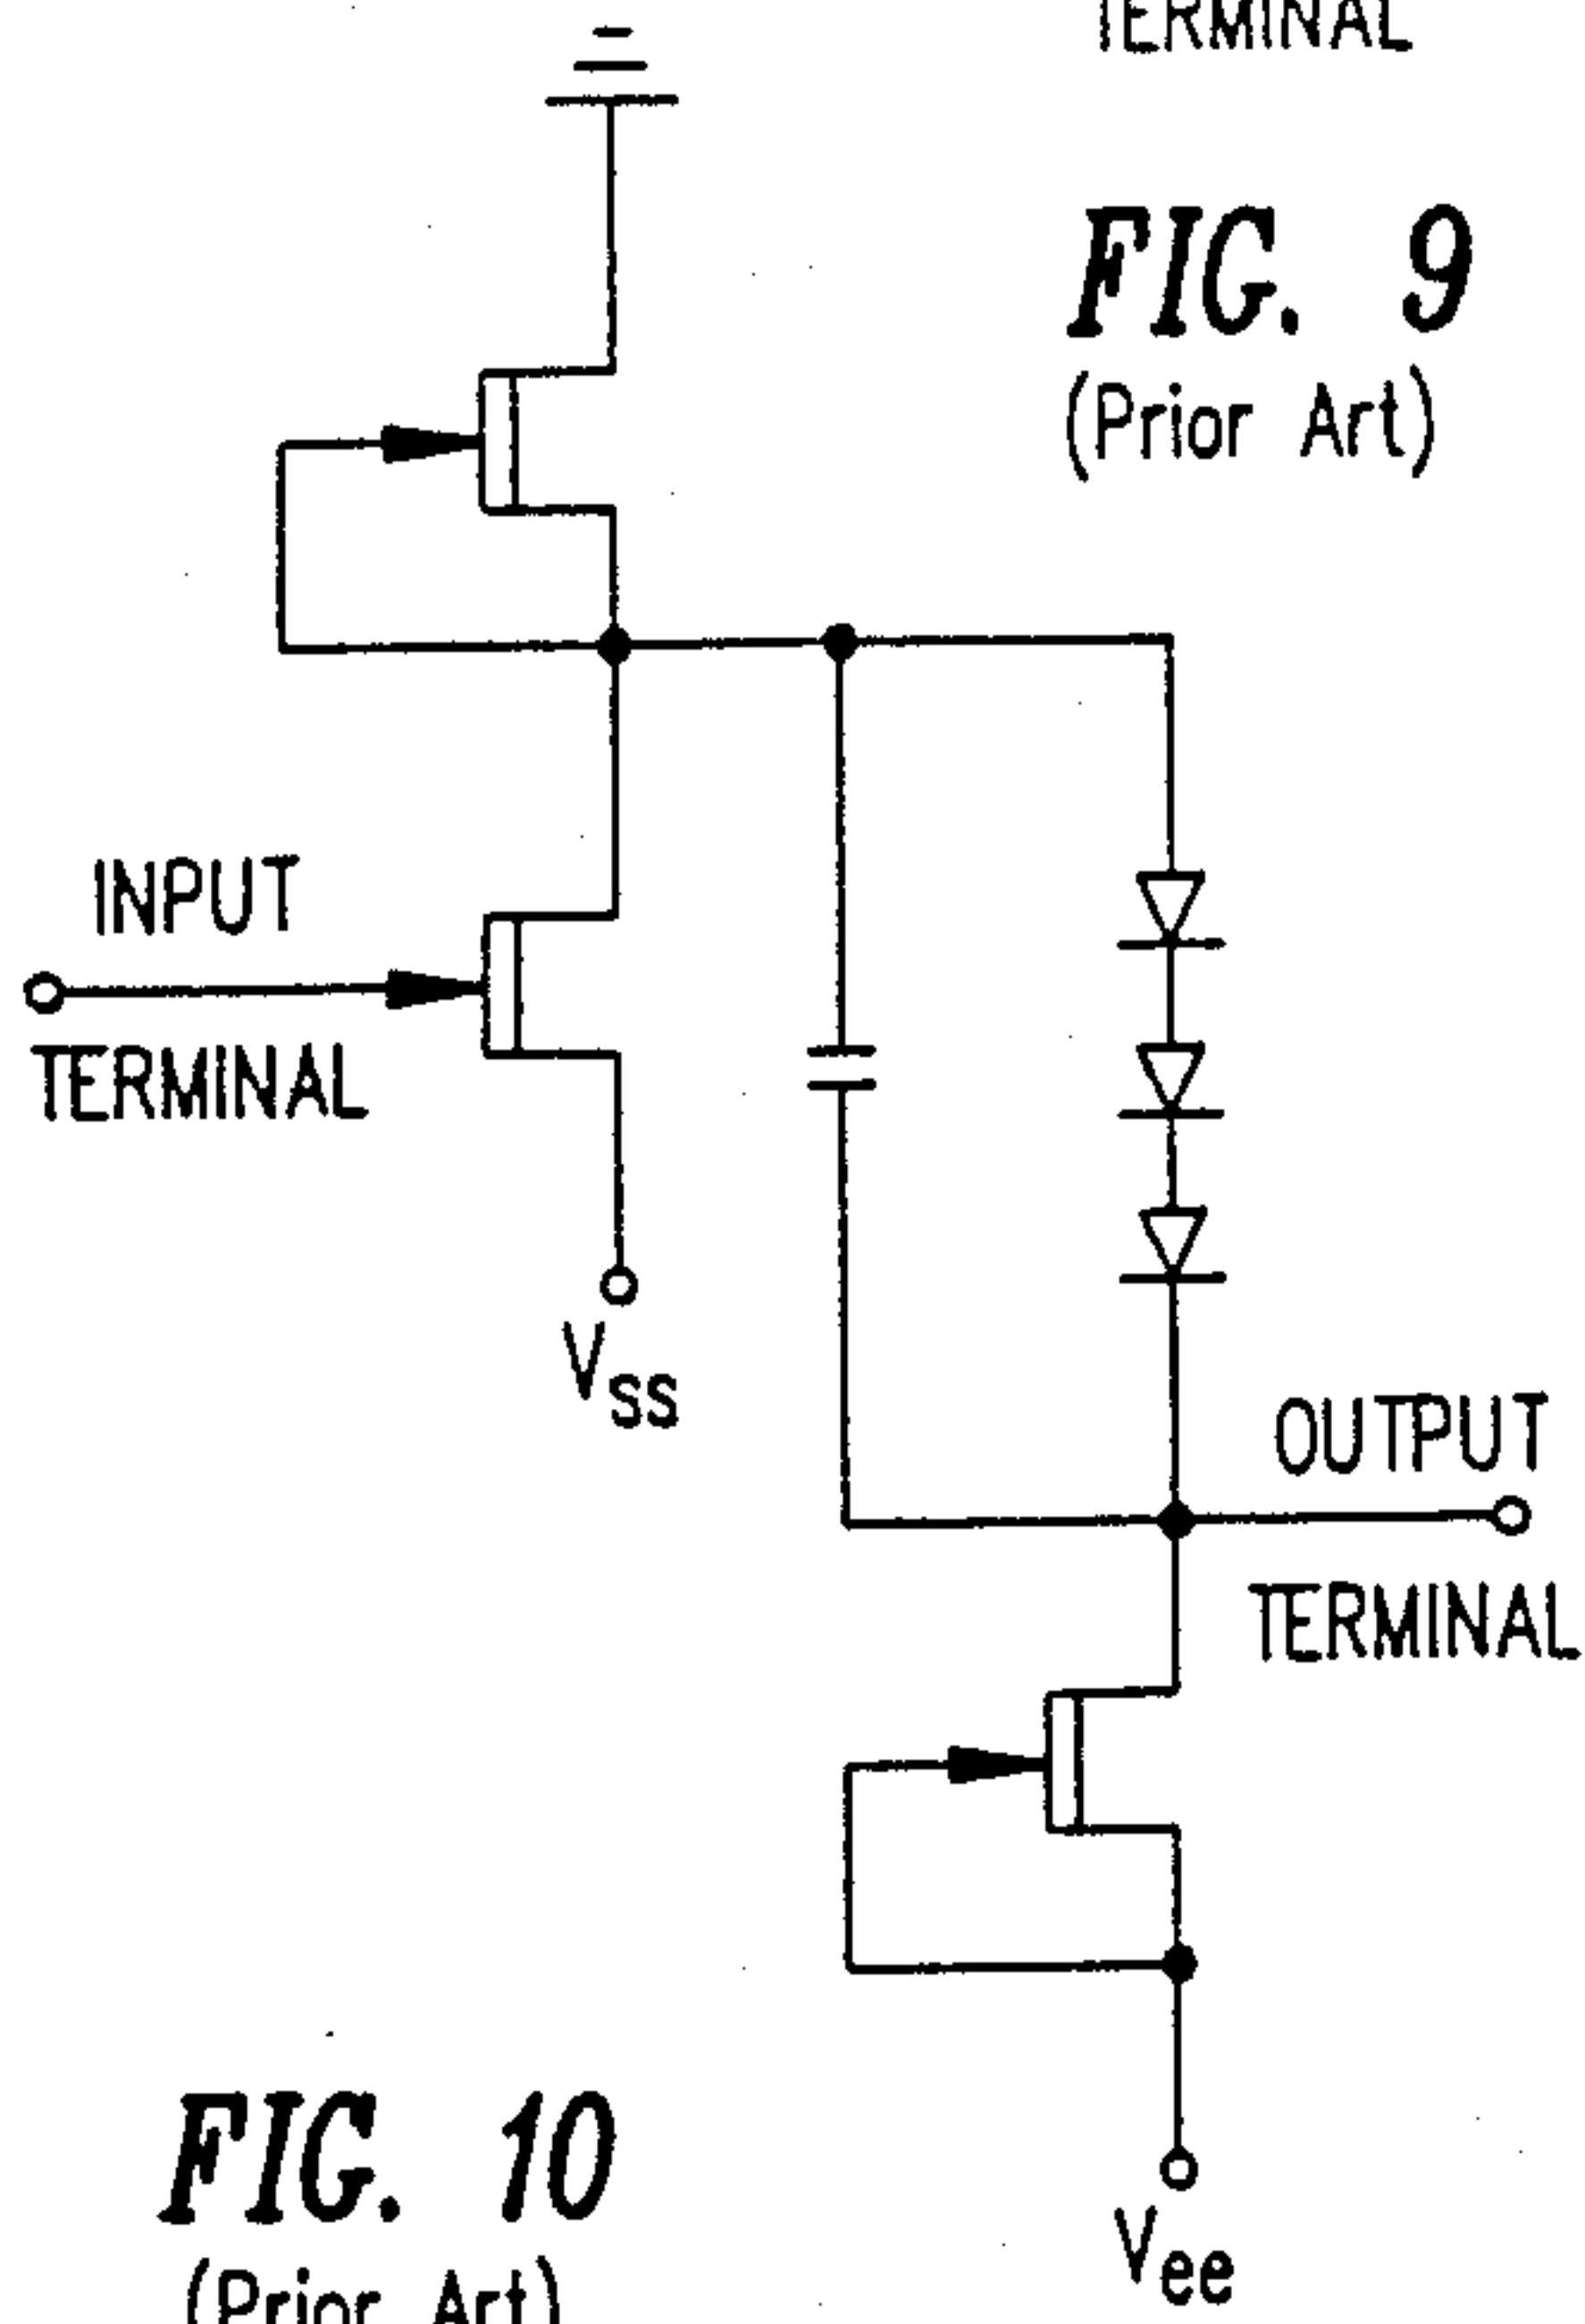 TERMINAL
FIG. 9
(Prior Art)
INPUT
TERMINAL
Vss
OUTPUT
TERMINAL
FIG. 10
(Prior Art)
Vee